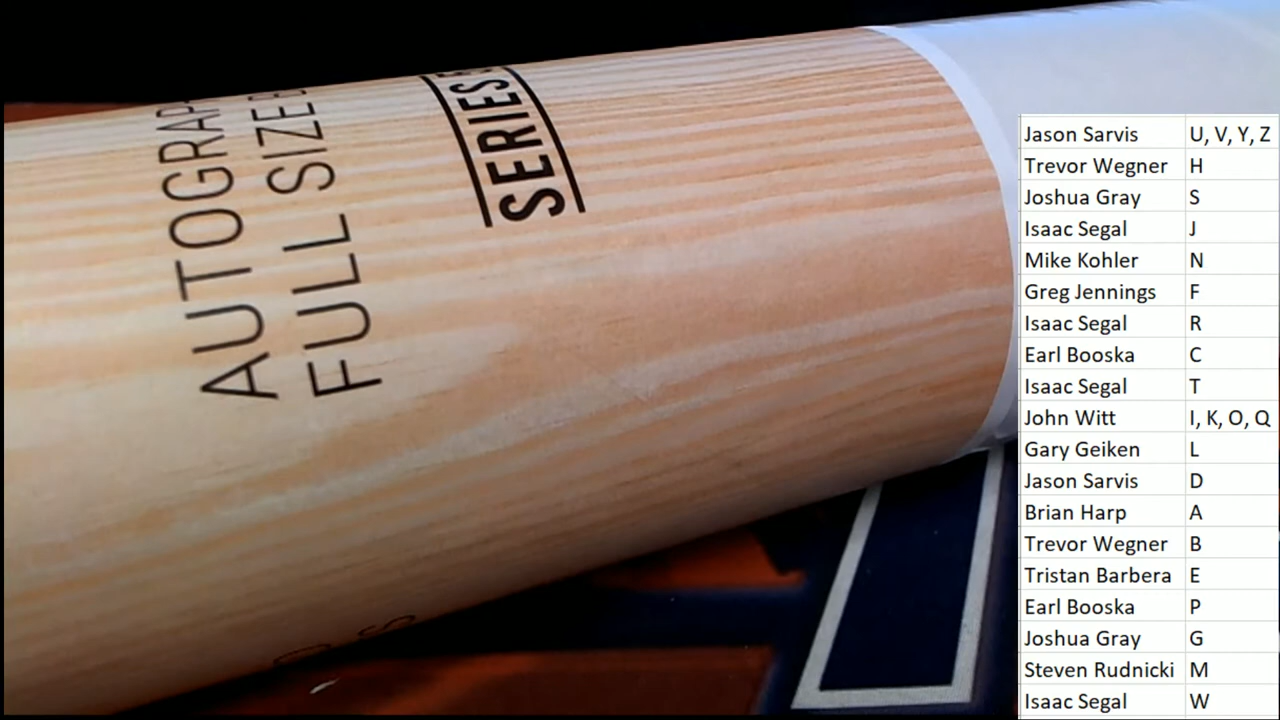 AUTOGRAP
FULL SIZE
SERIES
Jason Sarvis U, V, Y, Z
Trevor Wegner H
Joshua Gray S
Isaac Segal J
Mike Kohler N
Greg Jennings F
Isaac Segal R
Earl Booska C
Isaac Segal T
John Witt I, K, O, Q
Gary Geiken L
Jason Sarvis D
Brian Harp A
Trevor Wegner B
Tristan Barbera E
Earl Booska P
Joshua Gray G
Steven Rudnicki M
Isaac Segal W